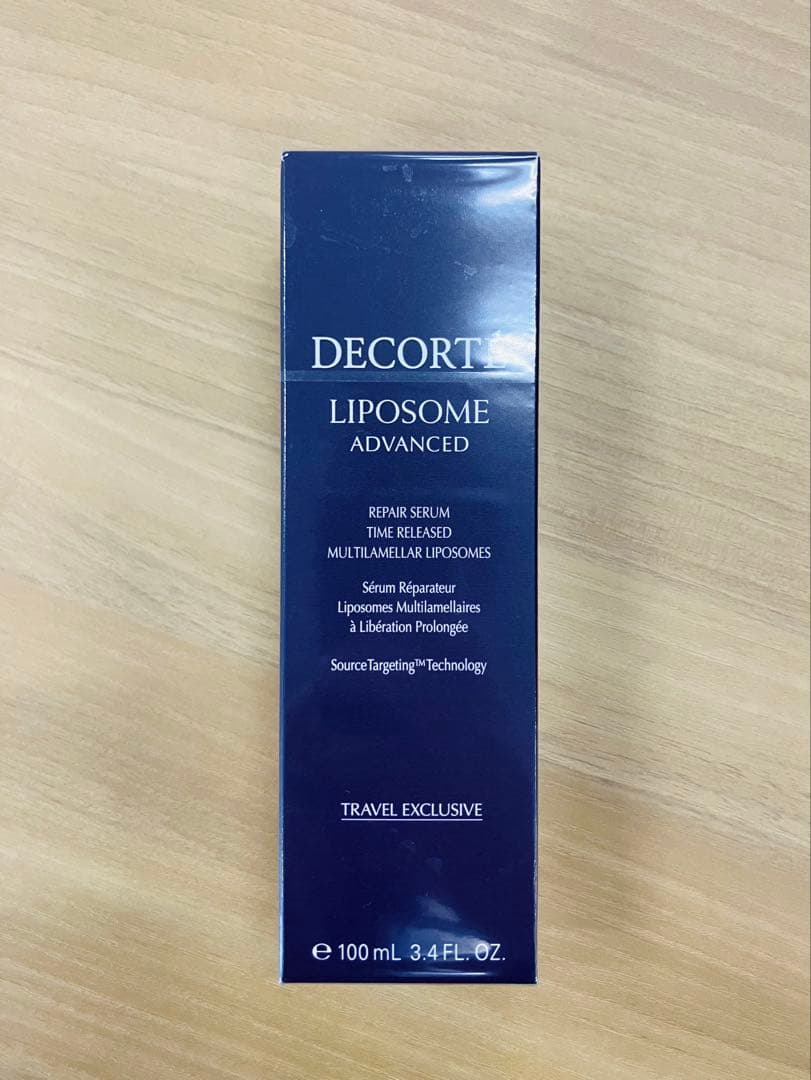 DECORTÉ
LIPOSOME
ADVANCED
REPAIR SERUM
TIME RELEASED
MULTILAMELLAR LIPOSOMES
Sérum Réparateur
Liposomes Multilamellaires
à Libération Prolongée
SourceTargeting™Technology
TRAVEL EXCLUSIVE
℮ 100 mL 3.4 FL. OZ.